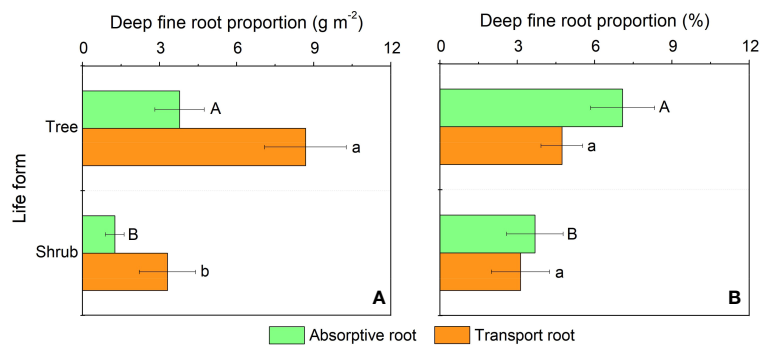 Deep fine root proportion (g m⁻²)
Deep fine root proportion (%)
0 3 6 9 12
0 3 6 9 12
Life form
Tree
A
a
A
a
Shrub
B
b
B
a
A
B
Absorptive root
Transport root